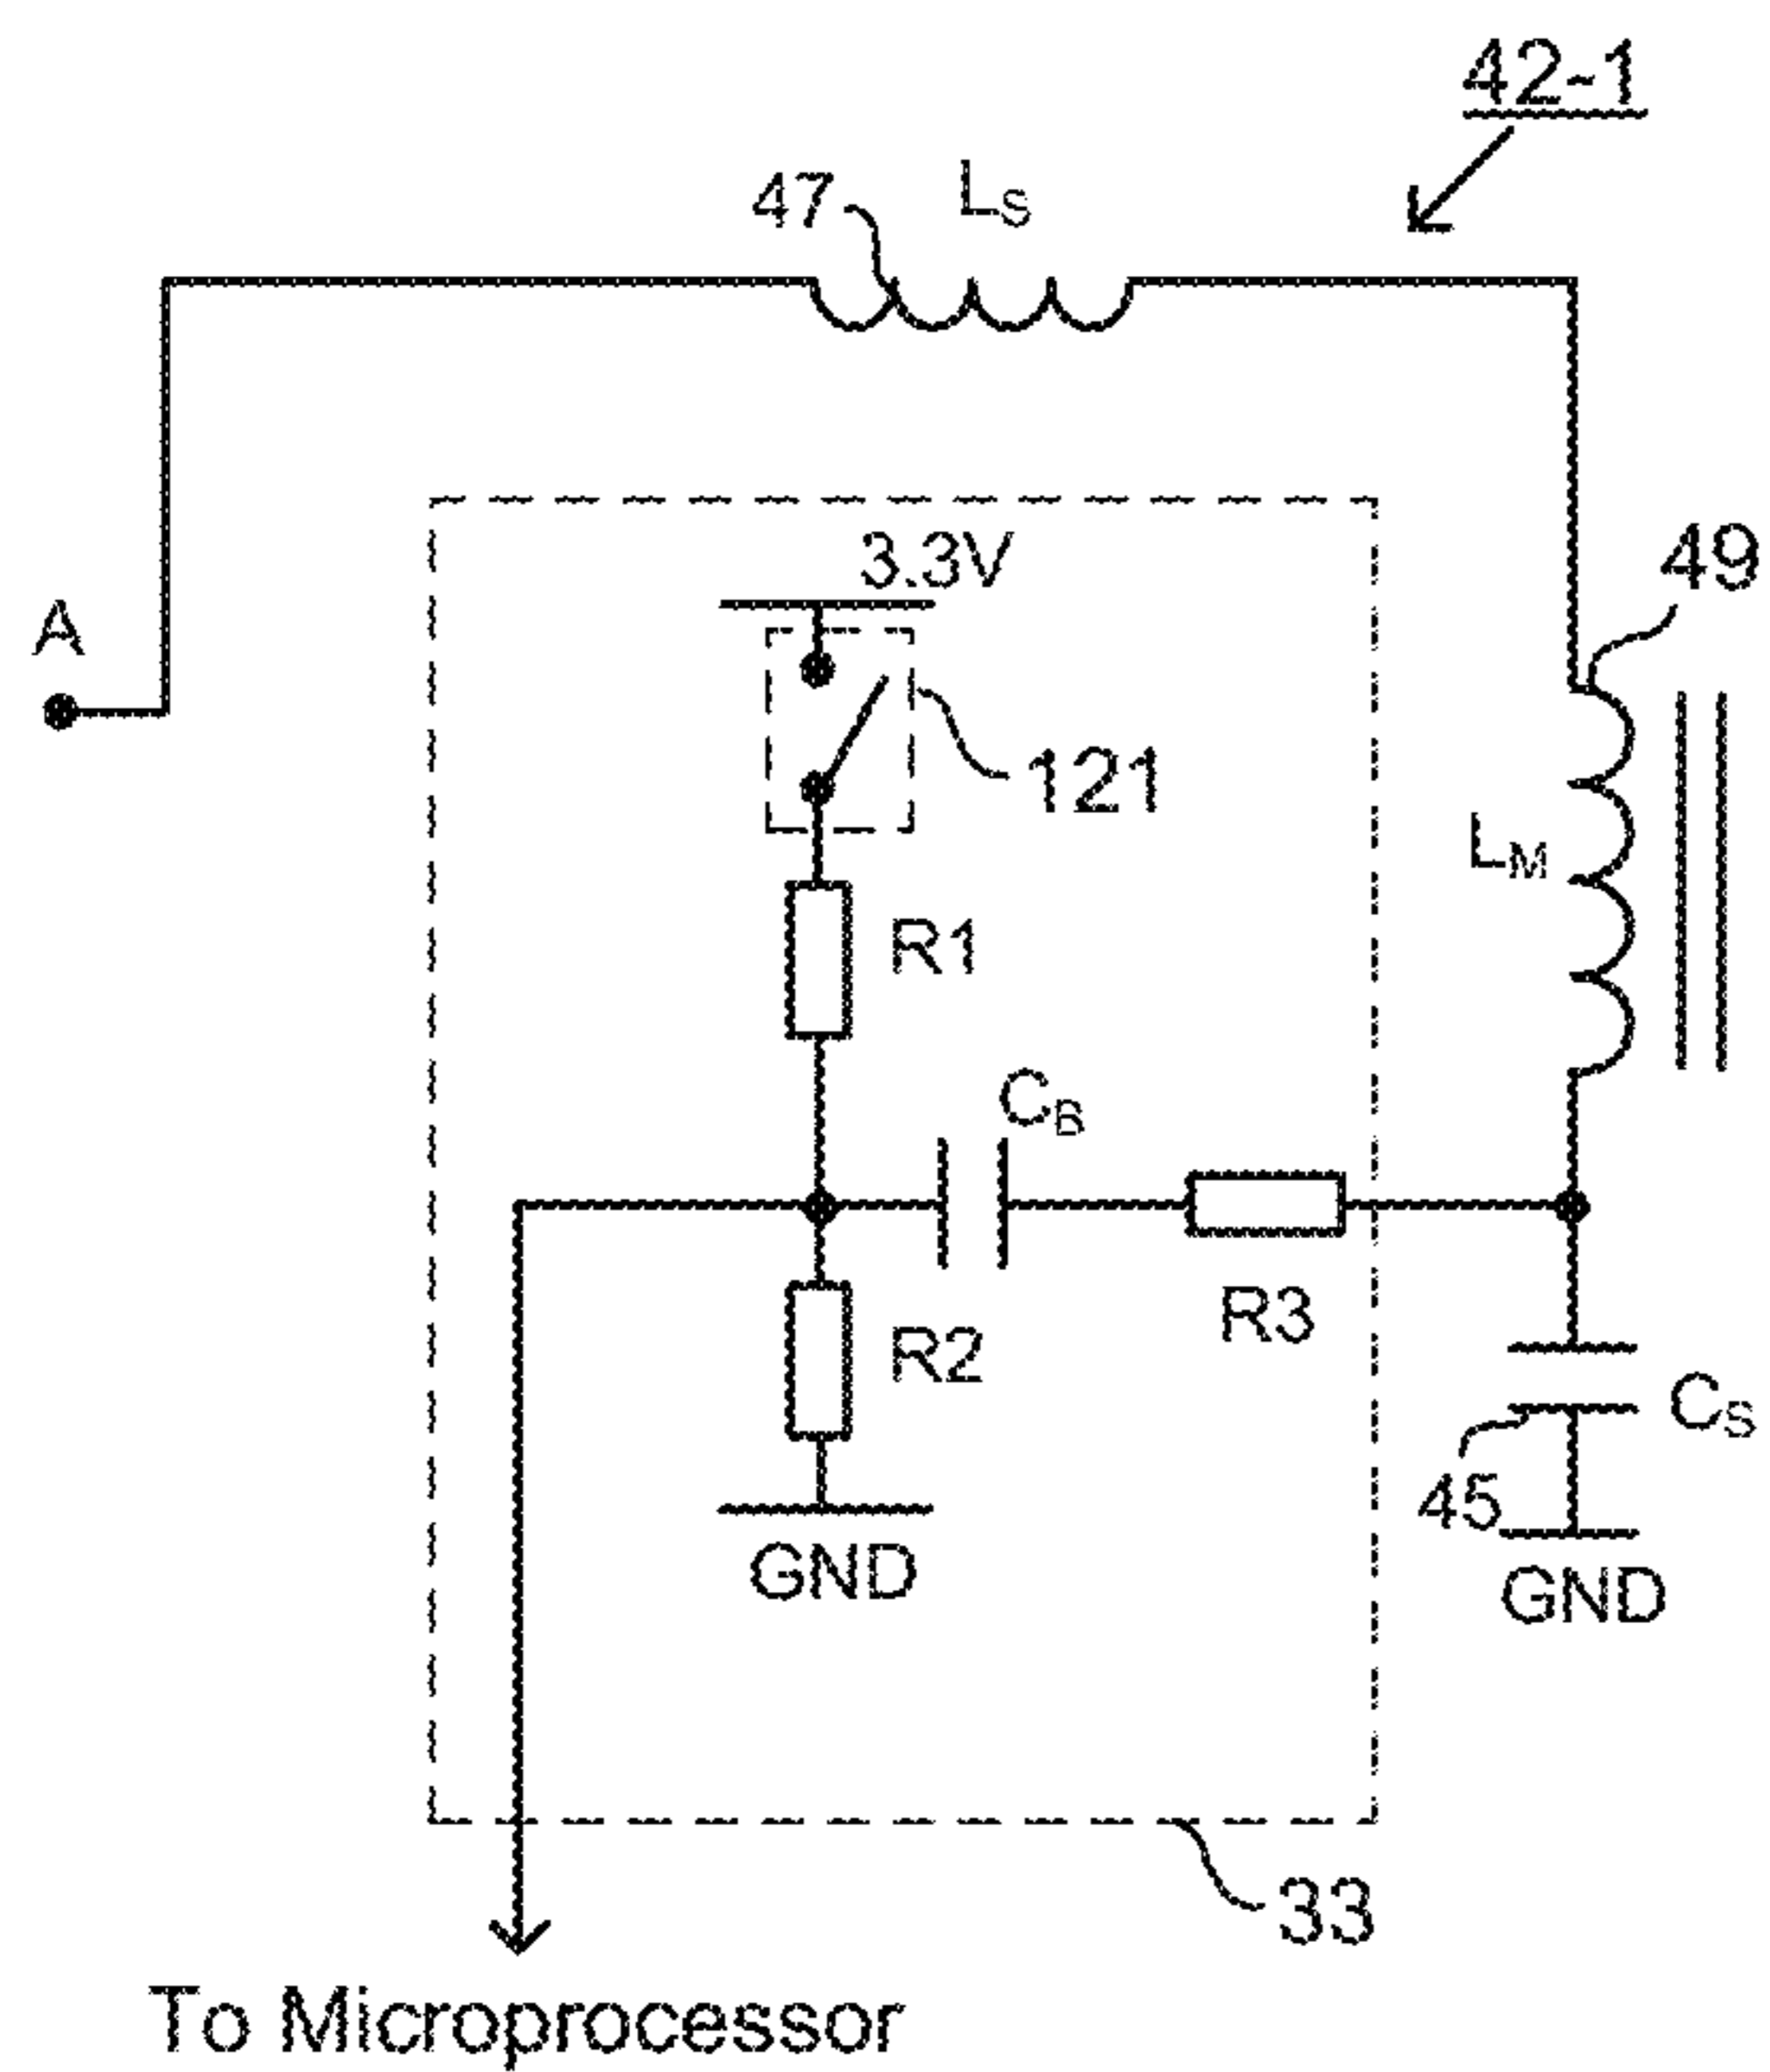 42-1
47
LS
A
3.3V
49
121
LM
R1
CB
R3
R2
CS
45
GND
GND
33
To Microprocessor